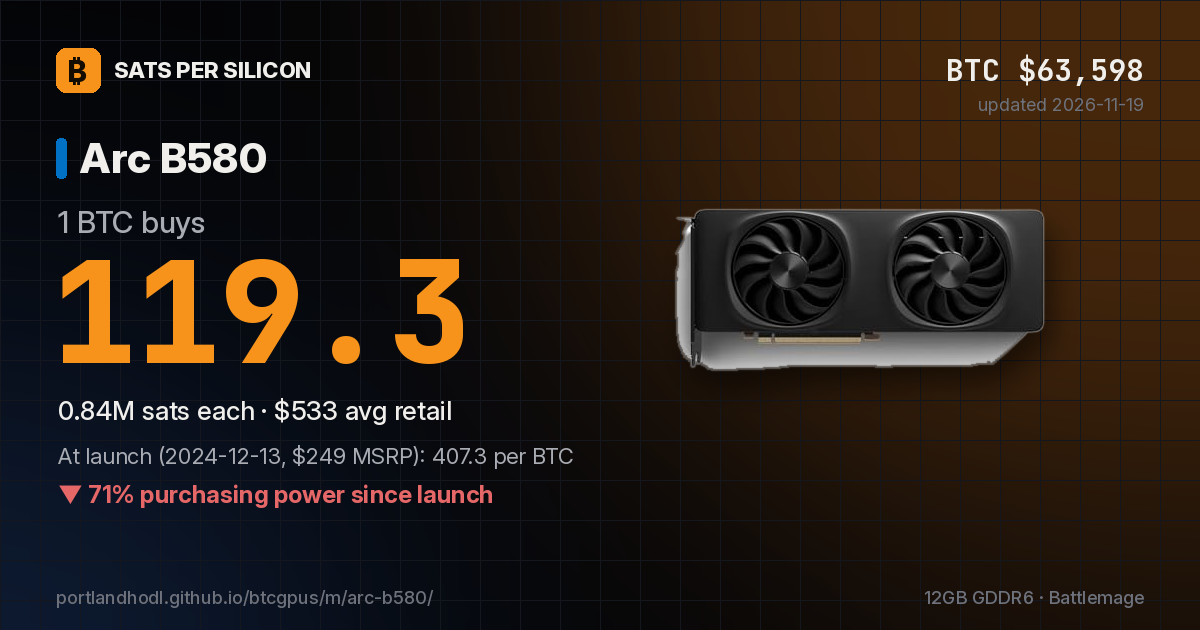 SATS PER SILICON
BTC $63,598
updated 2026-11-19
Arc B580
1 BTC buys
119.3
0.84M sats each · $533 avg retail
At launch (2024-12-13, $249 MSRP): 407.3 per BTC
▼ 71% purchasing power since launch
portlandhodl.github.io/btcgpus/m/arc-b580/
12GB GDDR6 · Battlemage